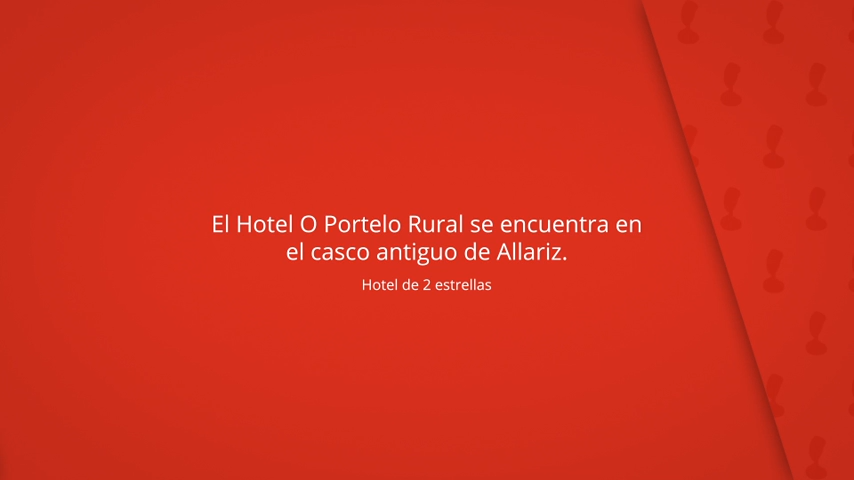 El Hotel O Portelo Rural se encuentra en
el casco antiguo de Allariz.
Hotel de 2 estrellas